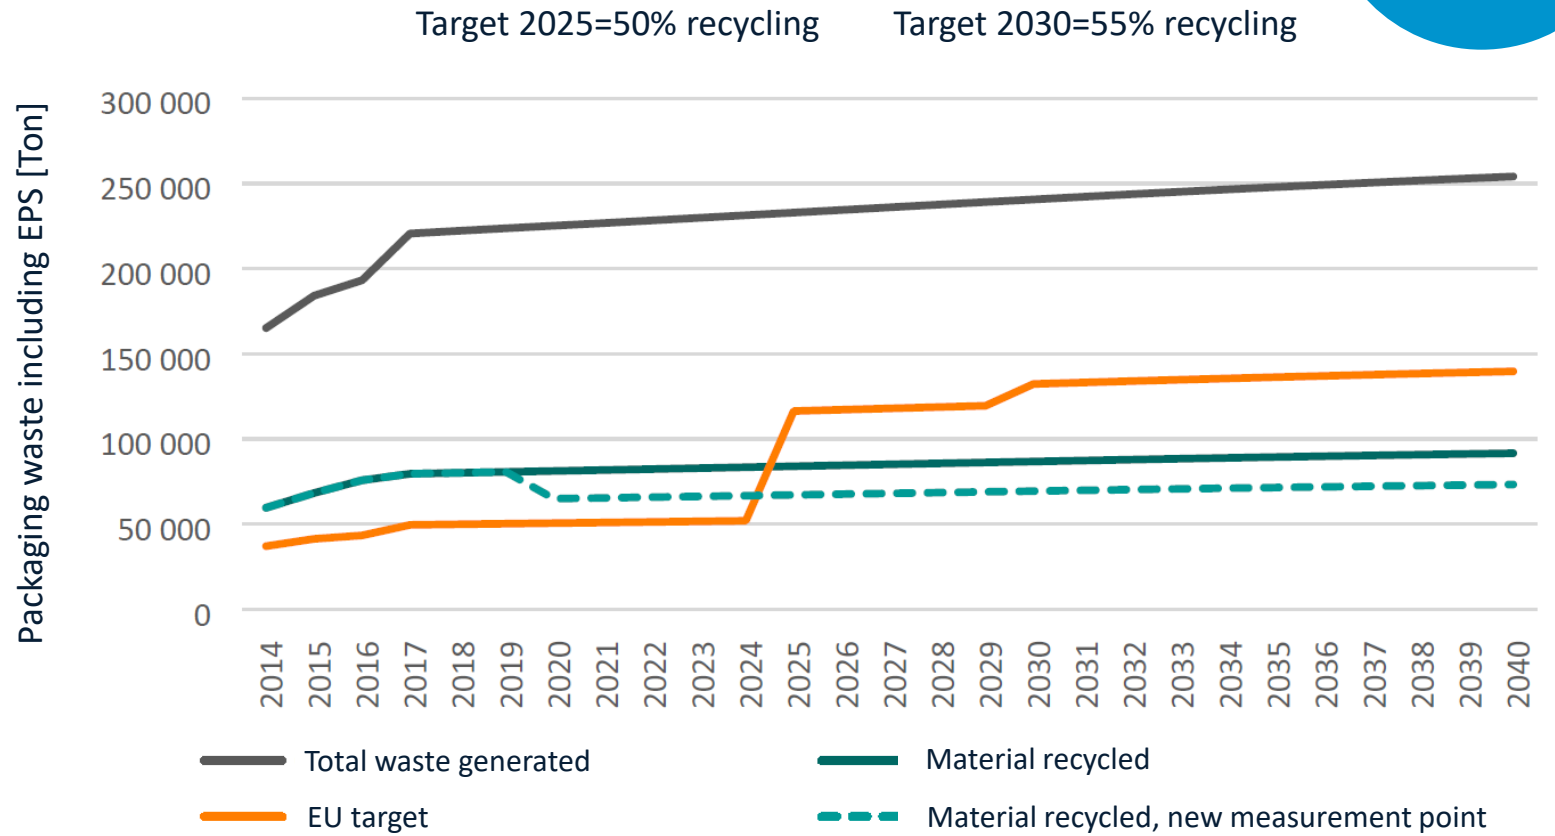 Target 2025=50% recycling Target 2030=55% recycling
Packaging waste including EPS [Ton]
300 000
250 000
200 000
150 000
100 000
50 000
0
2014 2015 2016 2017 2018 2019 2020 2021 2022 2023 2024 2025 2026 2027 2028 2029 2030 2031 2032 2033 2034 2035 2036 2037 2038 2039 2040
Total waste generated Material recycled
EU target Material recycled, new measurement point